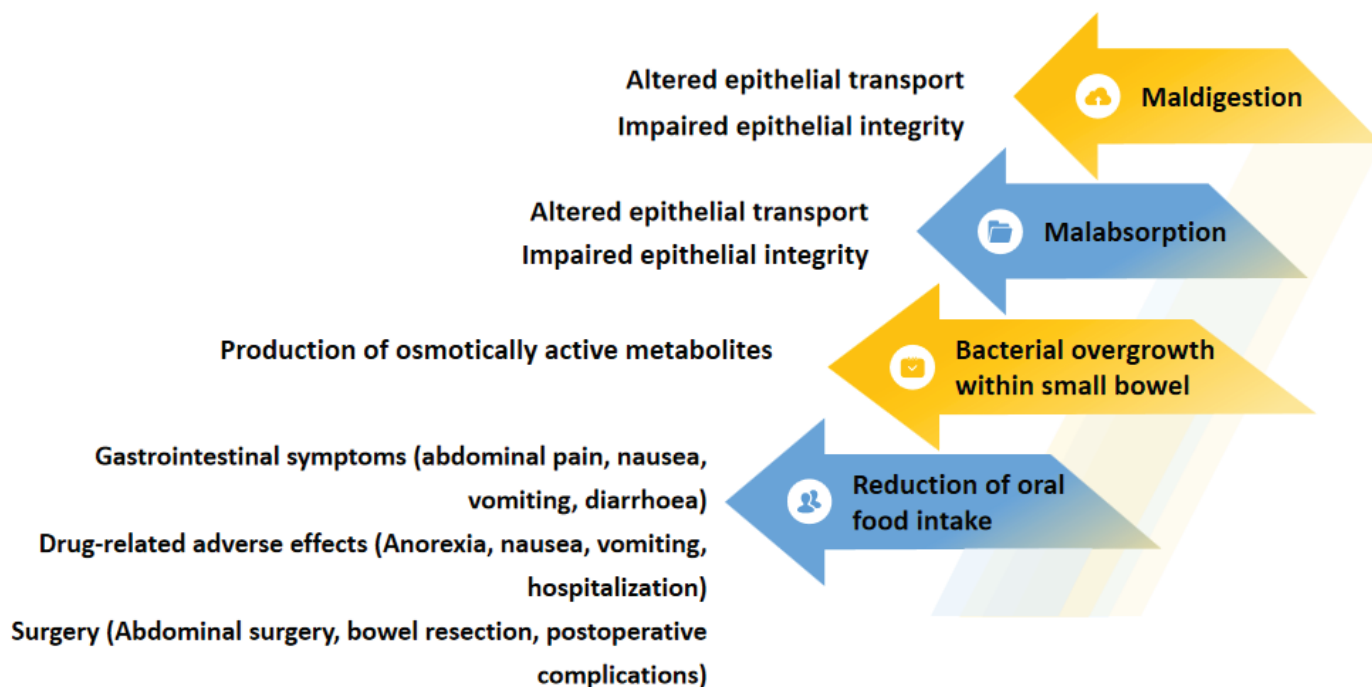 Altered epithelial transport
Impaired epithelial integrity
Maldigestion
Altered epithelial transport
Impaired epithelial integrity
Malabsorption
Production of osmotically active metabolites
Bacterial overgrowth
within small bowel
Gastrointestinal symptoms (abdominal pain, nausea,
vomiting, diarrhoea)
Drug-related adverse effects (Anorexia, nausea, vomiting,
hospitalization)
Surgery (Abdominal surgery, bowel resection, postoperative
complications)
Reduction of oral
food intake